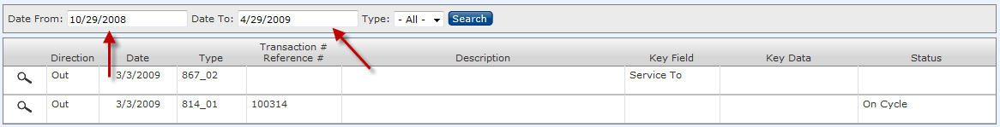 Date From: 10/29/2008 Date To: 4/29/2009 Type: - All - Search
Transaction #
Direction Date Type Reference # Description Key Field Key Data Status
Out 3/3/2009 867_02 Service To
Out 3/3/2009 814_01 100314 On Cycle